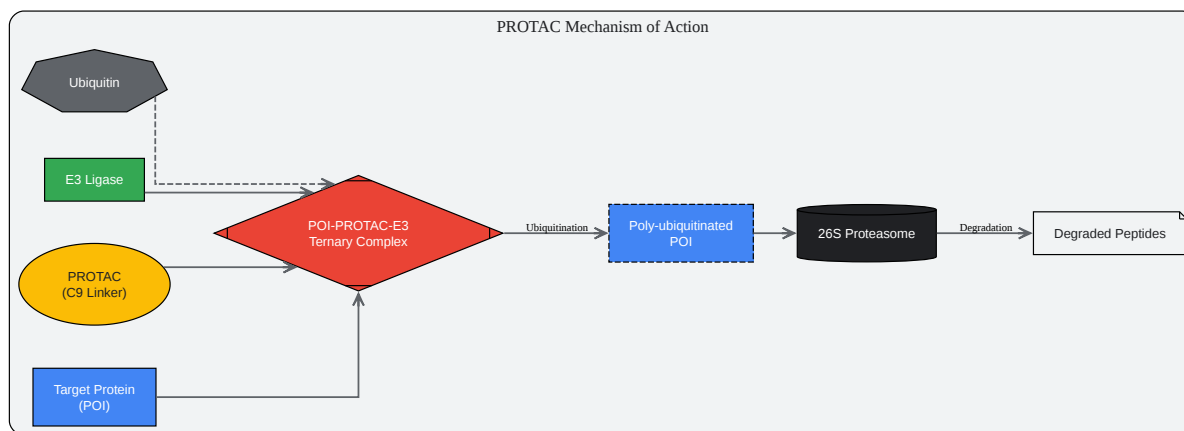 PROTAC Mechanism of Action
Ubiquitin
E3 Ligase
PROTAC
(C9 Linker)
Target Protein
(POI)
POI-PROTAC-E3
Ternary Complex
Ubiquitination
Poly-ubiquitinated
POI
26S Proteasome
Degradation
Degraded Peptides